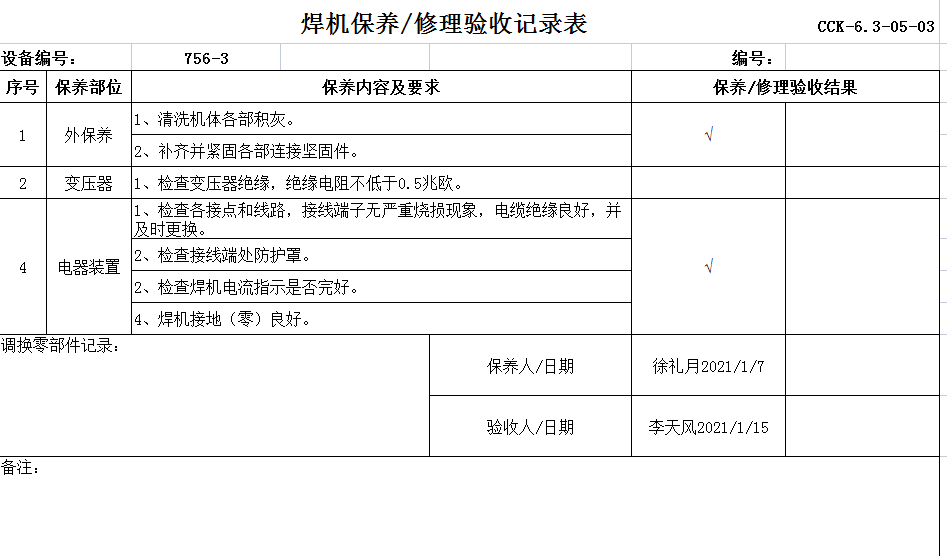 焊机保养/修理验收记录表
CCK-6.3-05-03
设备编号： 756-3 编号：
序号 保养部位 保养内容及要求 保养/修理验收结果
1 外保养 1、清洗机体各部积灰。 √
2、补齐并紧固各部连接坚固件。
2 变压器 1、检查变压器绝缘，绝缘电阻不低于0.5兆欧。
4 电器装置 1、检查各接点和线路，接线端子无严重烧损现象，电缆绝缘良好，并
及时更换。
2、检查接线端处防护罩。 √
2、检查焊机电流指示是否完好。
4、焊机接地（零）良好。
调换零部件记录：
保养人/日期 徐礼月2021/1/7
验收人/日期 李天风2021/1/15
备注：